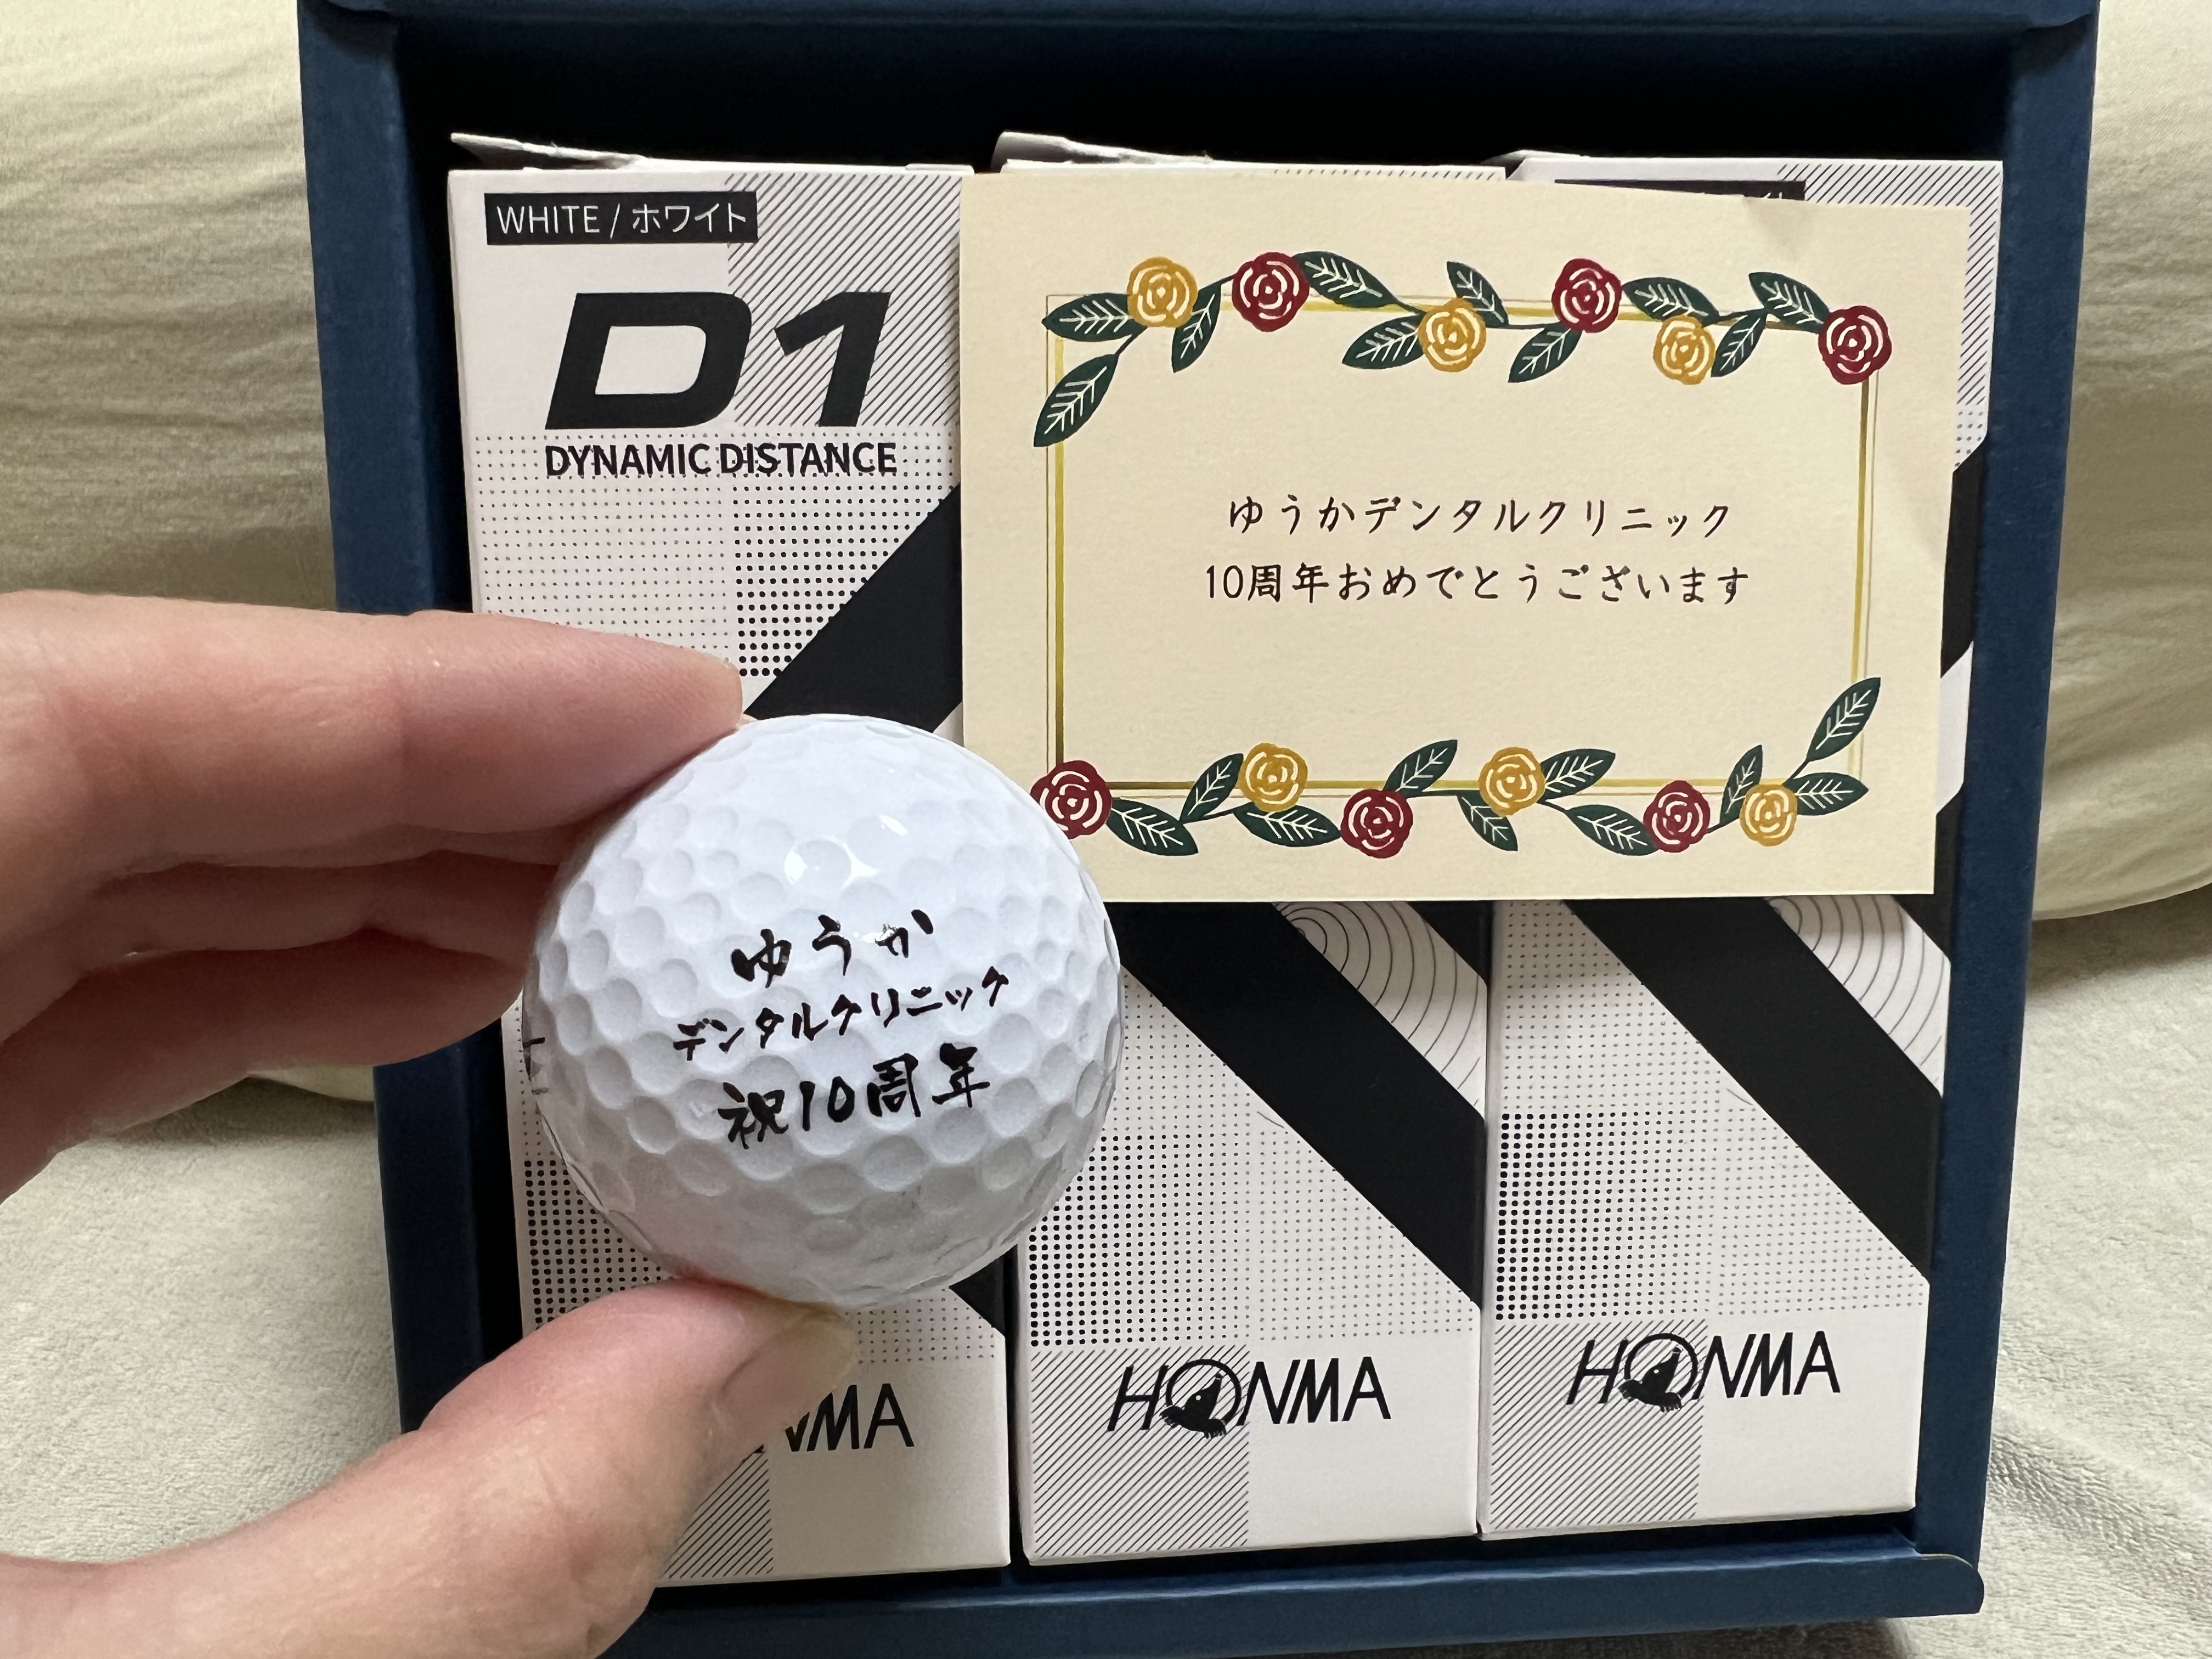 WHITE / ホワイト
D1
DYNAMIC DISTANCE
ゆうかデンタルクリニック
10周年おめでとうございます
ゆうか
デンタルクリニック
祝10周年
NMA
HONMA
HONMA